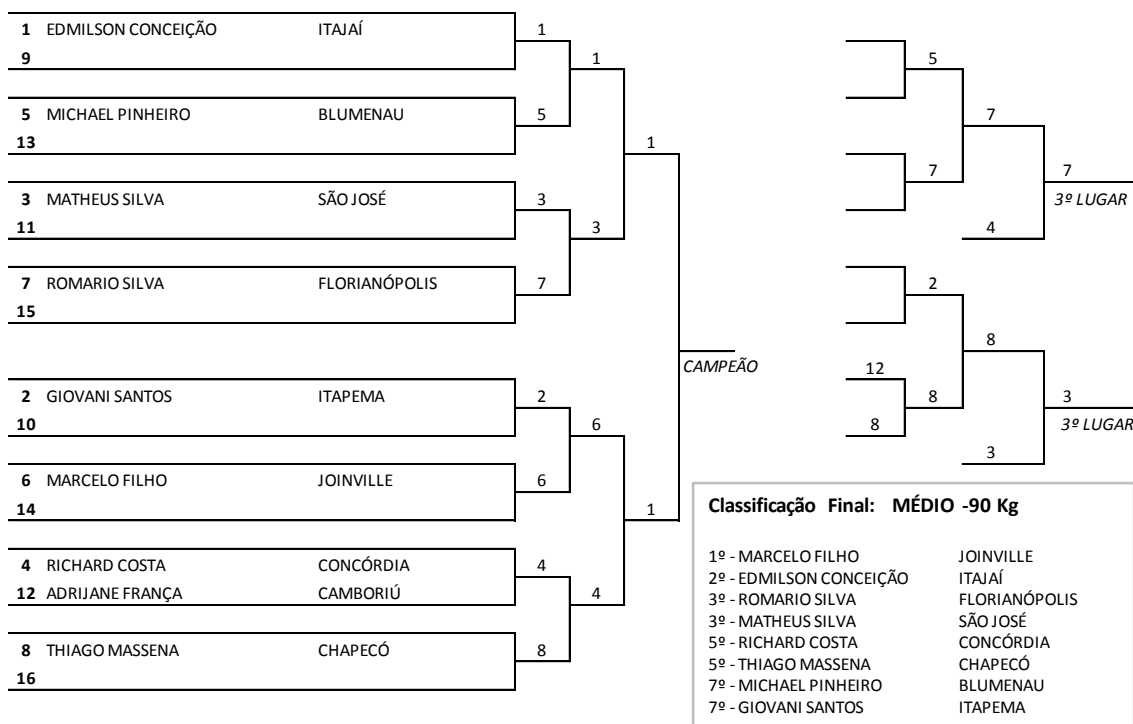 1 EDMILSON CONCEIÇÃO ITAJAÍ 1
9 1 5
5 MICHAEL PINHEIRO BLUMENAU 5 7
13 1
3 MATHEUS SILVA SÃO JOSÉ 3 7 7
3º LUGAR
11 3 4
7 ROMARIO SILVA FLORIANÓPOLIS 7 2
15
8
CAMPEÃO 12
2 GIOVANI SANTOS ITAPEMA 2 8 3
10 6 8 3º LUGAR
3
6 MARCELO FILHO JOINVILLE 6
14 1
4 RICHARD COSTA CONCÓRDIA 4
12 ADRIJANE FRANÇA CAMBORIÚ 4
8 THIAGO MASSENA CHAPECÓ 8
16
Classificação Final: MÉDIO -90 Kg
1º - MARCELO FILHO JOINVILLE
2º - EDMILSON CONCEIÇÃO ITAJAÍ
3º - ROMARIO SILVA FLORIANÓPOLIS
3º - MATHEUS SILVA SÃO JOSÉ
5º - RICHARD COSTA CONCÓRDIA
5º - THIAGO MASSENA CHAPECÓ
7º - MICHAEL PINHEIRO BLUMENAU
7º - GIOVANI SANTOS ITAPEMA